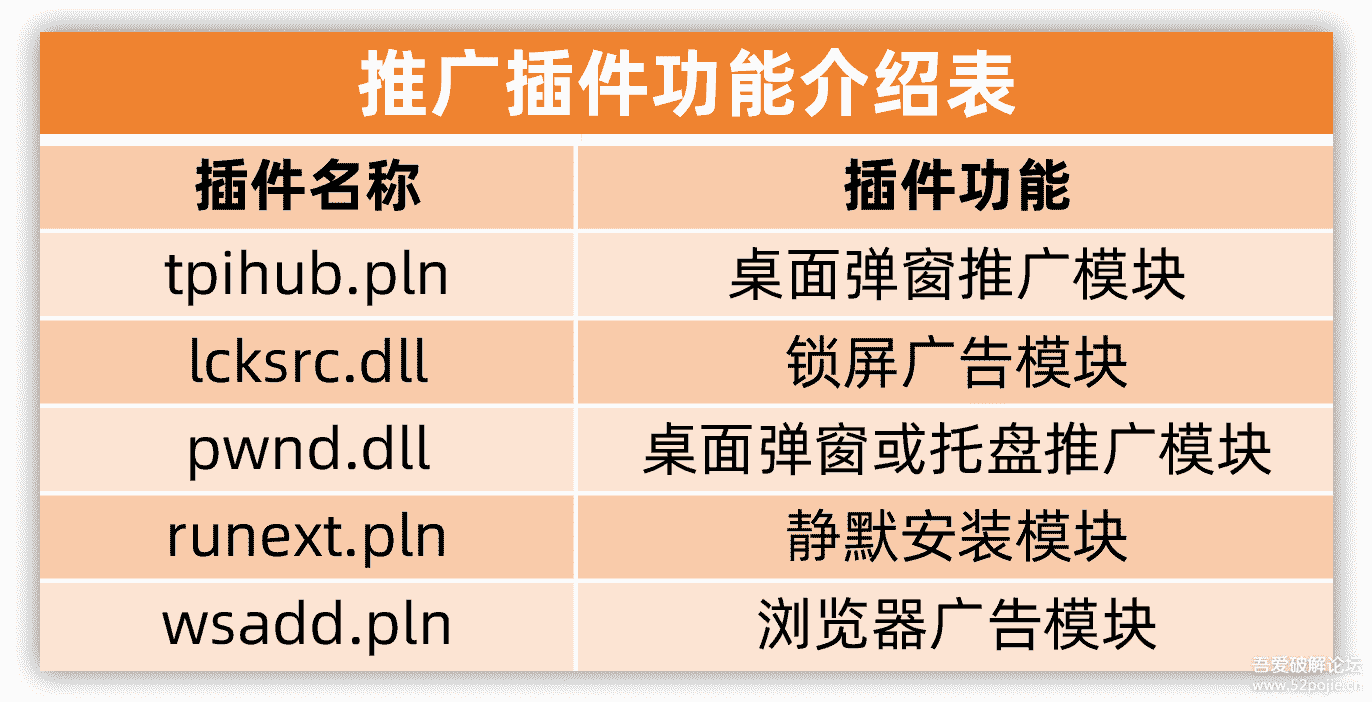 推广插件功能介绍表
插件名称 插件功能
tpihub.pln 桌面弹窗推广模块
lcksrc.dll 锁屏广告模块
pwnd.dll 桌面弹窗或托盘推广模块
runext.pln 静默安装模块
wsadd.pln 浏览器广告模块
吾爱破解论坛
www.52pojie.cn